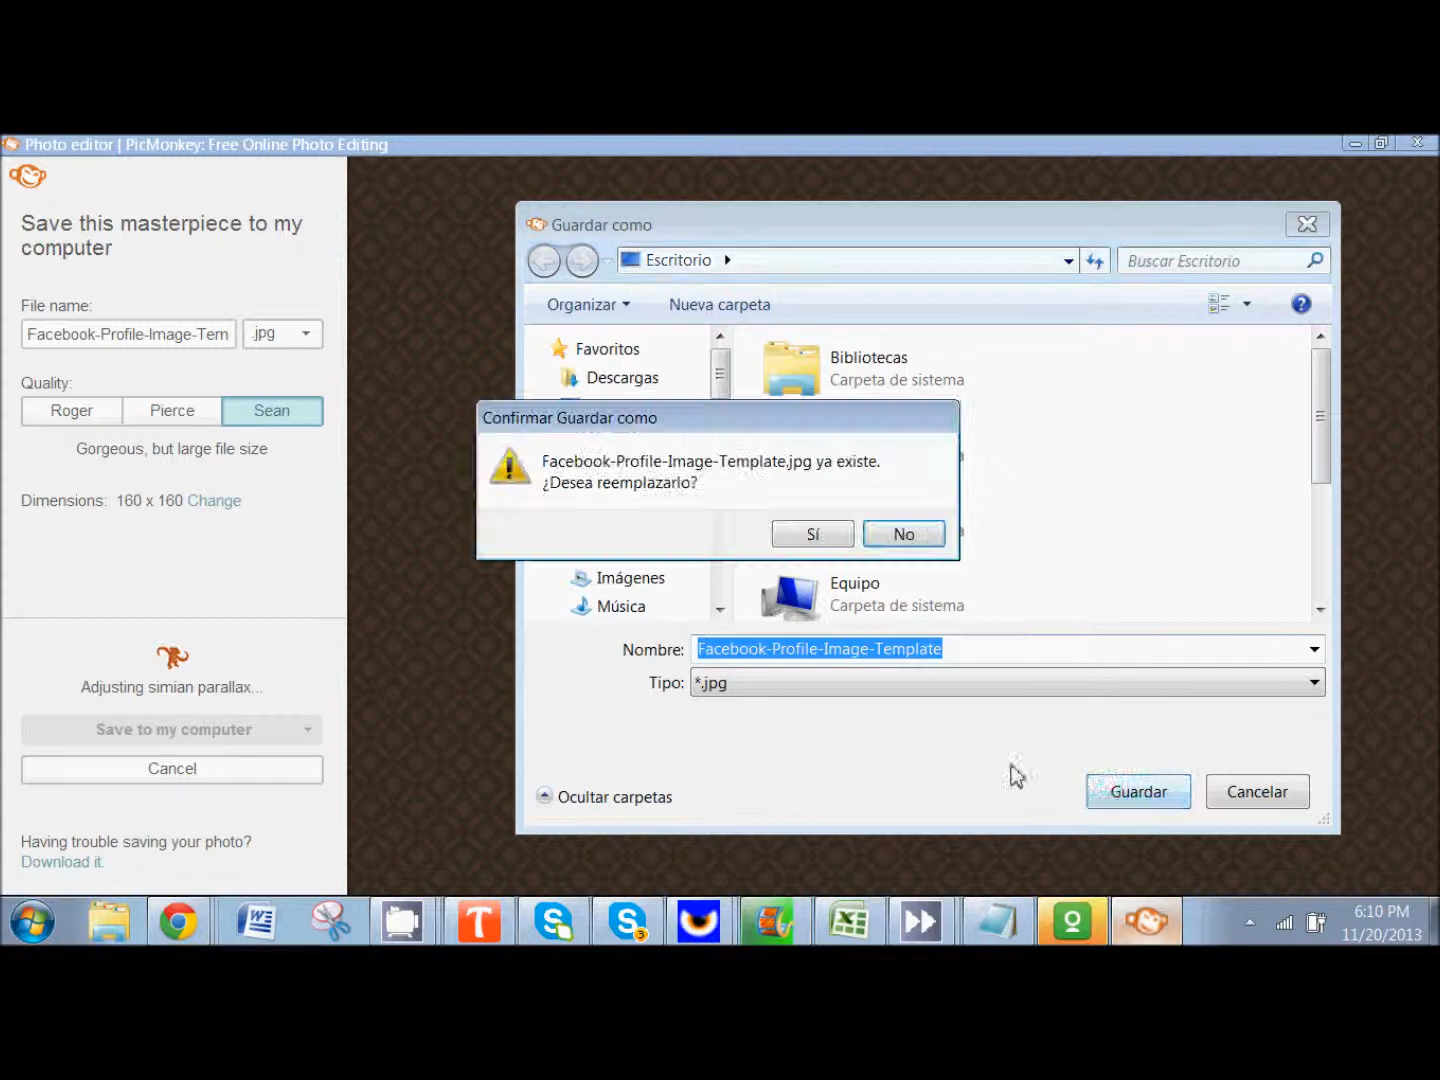 Photo editor | PicMonkey: Free Online Photo Editing
Save this masterpiece to my
computer
File name:
Facebook-Profile-Image-Tem
.jpg
Quality:
Roger
Pierce
Sean
Gorgeous, but large file size
Dimensions: 160 x 160 Change
Adjusting simian parallax...
Save to my computer
Cancel
Having trouble saving your photo?
Download it.
Guardar como
Escritorio
Buscar Escritorio
Organizar
Nueva carpeta
Favoritos
Descargas
Bibliotecas
Carpeta de sistema
Confirmar Guardar como
Facebook-Profile-Image-Template.jpg ya existe.
¿Desea reemplazarlo?
Sí
No
Imágenes
Música
Equipo
Carpeta de sistema
Nombre:
Facebook-Profile-Image-Template
Tipo:
*.jpg
Ocultar carpetas
Guardar
Cancelar
6:10 PM
11/20/2013